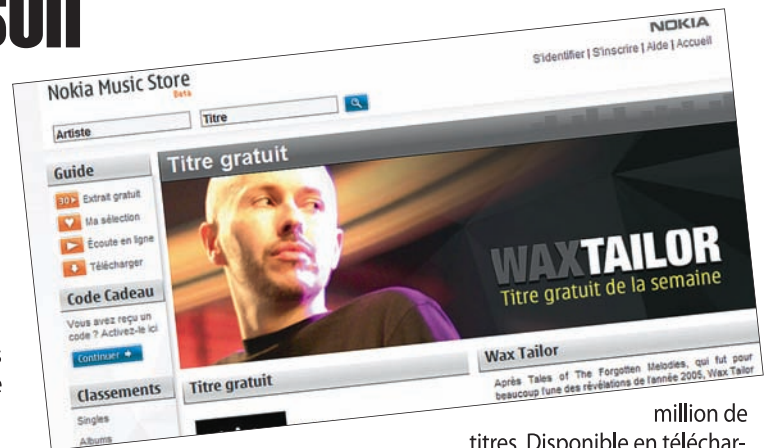 NOKIA
S'identifier | S'inscrire | Aide | Accueil
Nokia Music Store
Beta
Artiste
Titre
Guide
30
Extrait gratuit
Ma sélection
Écoute en ligne
Télécharger
Code Cadeau
Vous avez reçu un
code ? Activez-le ici
Continuer
Classements
Singles
Albums
Titre gratuit
WAXTAILOR
Titre gratuit de la semaine
Titre gratuit
Wax Tailor
Après Tales of The Forgotten Melodies, qui fut pour
beaucoup l'une des révélations de l'année 2005, Wax Tailor
million de
titres. Disponible en téléchar-